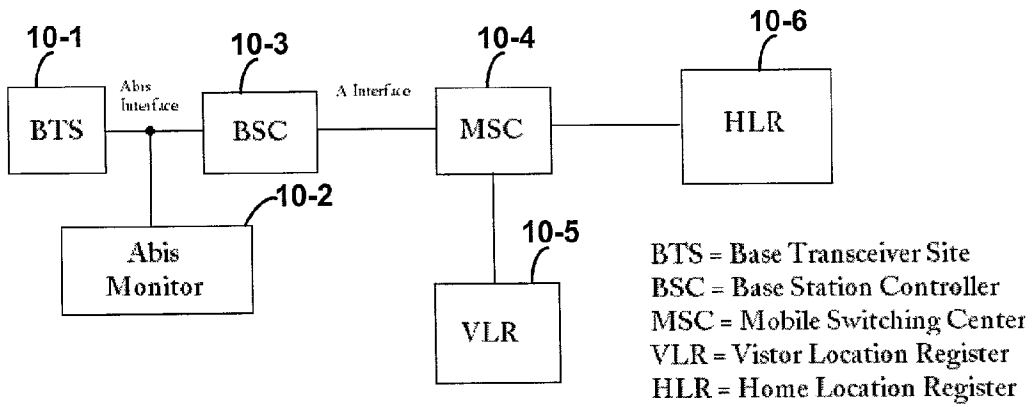 10-1
10-3
10-4
10-6
Abis
Interface
A Interface
BTS
BSC
MSC
HLR
10-2
Abis
Monitor
10-5
VLR
BTS = Base Transceiver Site
BSC = Base Station Controller
MSC = Mobile Switching Center
VLR = Vistor Location Register
HLR = Home Location Register